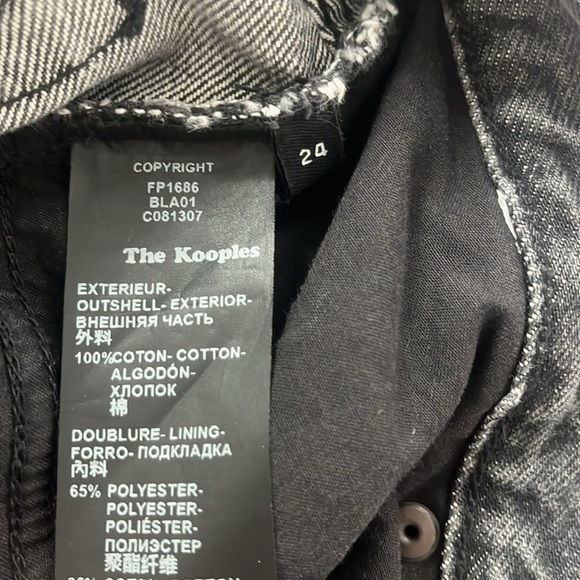 24
COPYRIGHT
FP1686
BLA01
C081307
The Kooples
EXTERIEUR-
OUTSHELL- EXTERIOR-
ВНЕШНЯЯ ЧАСТЬ
外料
100%COTON- COTTON-
ALGODÓN-
ХЛОПОК
棉
DOUBLURE- LINING-
FORRO- ПОДКЛАДКА
內料
65% POLYESTER-
POLYESTER-
POLIÉSTER-
ПОЛИЭСТЕР
聚酯纤维